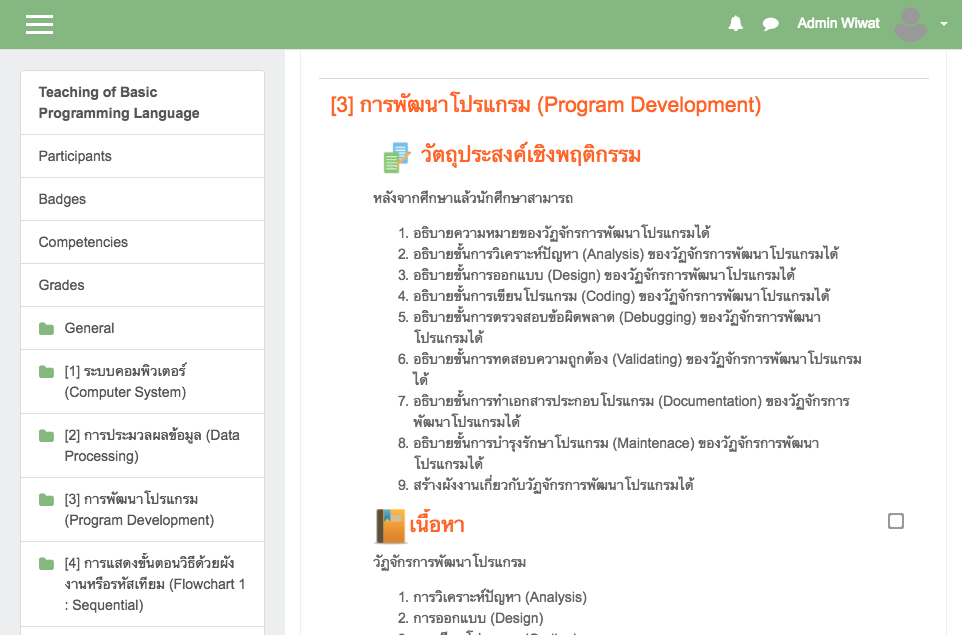 Admin Wiwat
Teaching of Basic
Programming Language
Participants
Badges
Competencies
Grades
General
[1] ระบบคอมพิวเตอร์
(Computer System)
[2] การประมวลผลข้อมูล (Data
Processing)
[3] การพัฒนาโปรแกรม
(Program Development)
[4] การแสดงขั้นตอนวิธีด้วยผัง
งานหรือรหัสเทียม (Flowchart 1
: Sequential)
[3] การพัฒนาโปรแกรม (Program Development)
วัตถุประสงค์เชิงพฤติกรรม
หลังจากศึกษาแล้วนักศึกษาสามารถ
1. อธิบายความหมายของวัฏจักรการพัฒนาโปรแกรมได้
2. อธิบายขั้นการวิเคราะห์ปัญหา (Analysis) ของวัฏจักรการพัฒนาโปรแกรมได้
3. อธิบายขั้นการออกแบบ (Design) ของวัฏจักรการพัฒนาโปรแกรมได้
4. อธิบายขั้นการเขียนโปรแกรม (Coding) ของวัฏจักรการพัฒนาโปรแกรมได้
5. อธิบายขั้นการตรวจสอบข้อผิดพลาด (Debugging) ของวัฏจักรการพัฒนา
โปรแกรมได้
6. อธิบายขั้นการทดสอบความถูกต้อง (Validating) ของวัฏจักรการพัฒนาโปรแกรม
ได้
7. อธิบายขั้นการทำเอกสารประกอบโปรแกรม (Documentation) ของวัฏจักรการ
พัฒนาโปรแกรมได้
8. อธิบายขั้นการบำรุงรักษาโปรแกรม (Maintenace) ของวัฏจักรการพัฒนา
โปรแกรมได้
9. สร้างผังงานเกี่ยวกับวัฏจักรการพัฒนาโปรแกรมได้
เนื้อหา
วัฏจักรการพัฒนาโปรแกรม
1. การวิเคราะห์ปัญหา (Analysis)
2. การออกแบบ (Design)